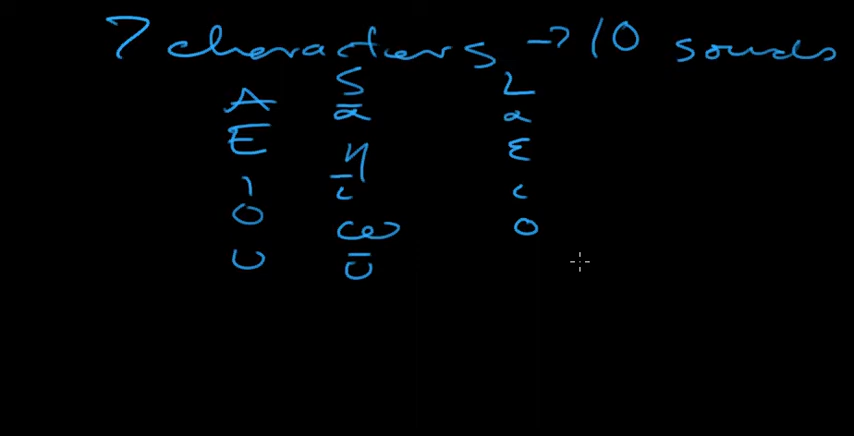 7 characters -> 10 sounds
S L
A ᾱ α
E η ε
ι ῑ ι
O ω ο
U ῡ